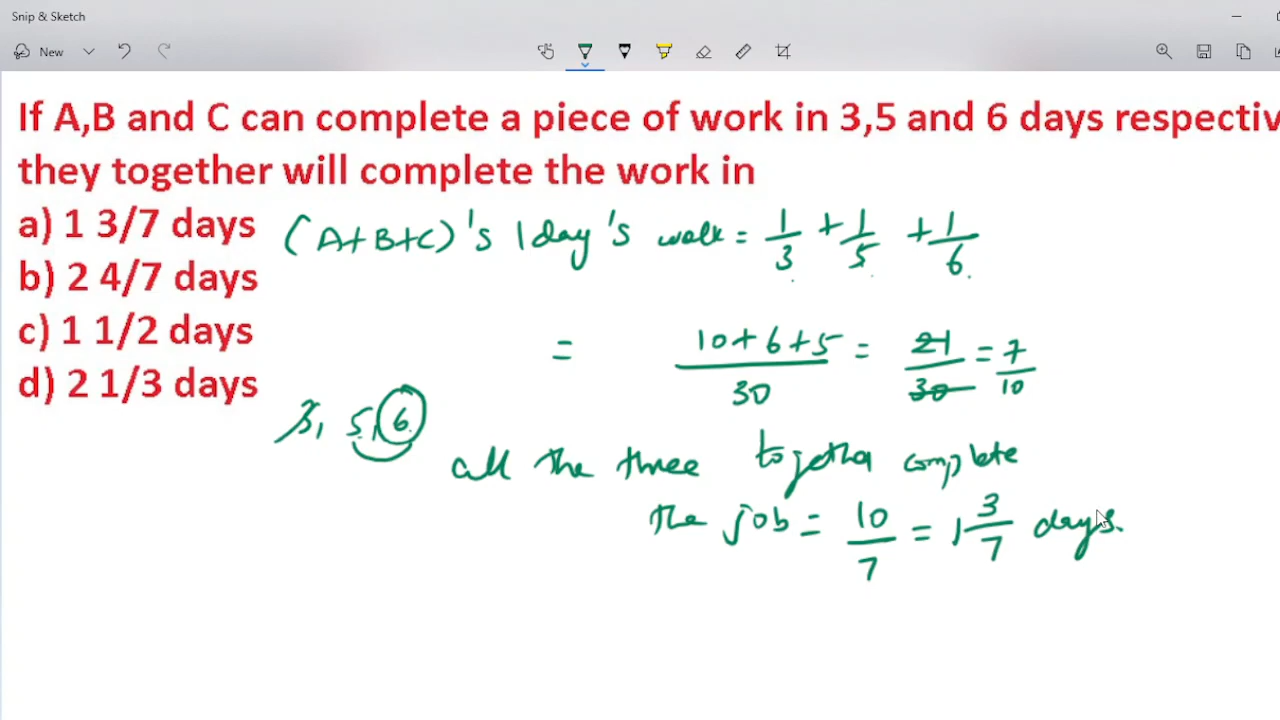 Snip & Sketch
New
If A,B and C can complete a piece of work in 3,5 and 6 days respectiv
they together will complete the work in
a) 1 3/7 days
(A+B+C)'s 1day's walk = 1/3 + 1/5 + 1/6
b) 2 4/7 days
c) 1 1/2 days
= 10+6+5/30 = 21/30 = 7/10
d) 2 1/3 days
3, 5, 6
all the three together complete
the job = 10/7 = 1 3/7 days.